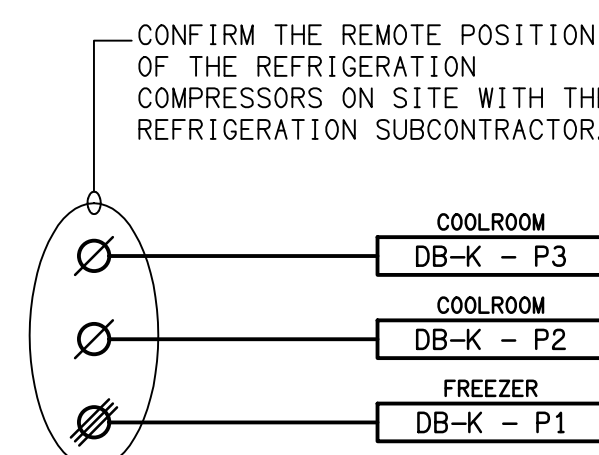 CONFIRM THE REMOTE POSITION
OF THE REFRIGERATION
COMPRESSORS ON SITE WITH THE
REFRIGERATION SUBCONTRACTOR.
COOLROOM
DB-K - P3
COOLROOM
DB-K - P2
FREEZER
DB-K - P1